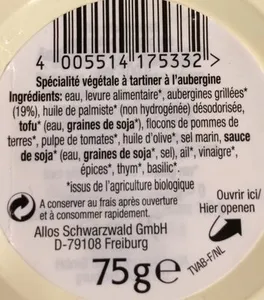 4 005514 175332
Spécialité végétale à tartiner à l'aubergine
Ingrédients: eau, levure alimentaire*, aubergines grillées*
(19%), huile de palmiste* (non hydrogénée) désodorisée,
tofu* (eau, graines de soja*), flocons de pommes de
terres*, pulpe de tomates*, huile d'olive*, sel marin, sauce
de soja* (eau, graines de soja*, sel), ail*, vinaigre*,
épices*, thym*, basilic*.
*issus de l'agriculture biologique
A conserver au frais après ouverture
et à consommer rapidement.
Ouvrir ici/
Hier openen
Allos Schwarzwald GmbH
D-79108 Freiburg
75g e
TVAB-F/NL